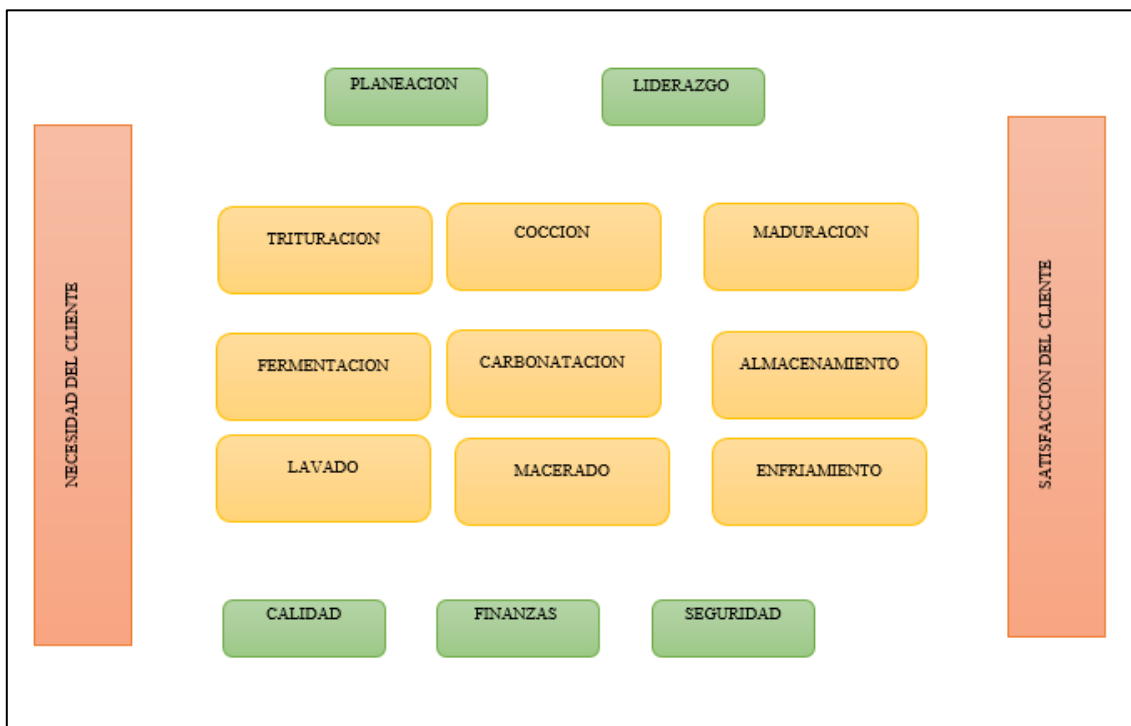 PLANEACION
LIDERAZGO
NECESIDAD DEL CLIENTE
TRITURACION
COCCION
MADURACION
FERMENTACION
CARBONATACION
ALMACENAMIENTO
LAVADO
MACERADO
ENFRIAMIENTO
SATISFACCION DEL CLIENTE
CALIDAD
FINANZAS
SEGURIDAD